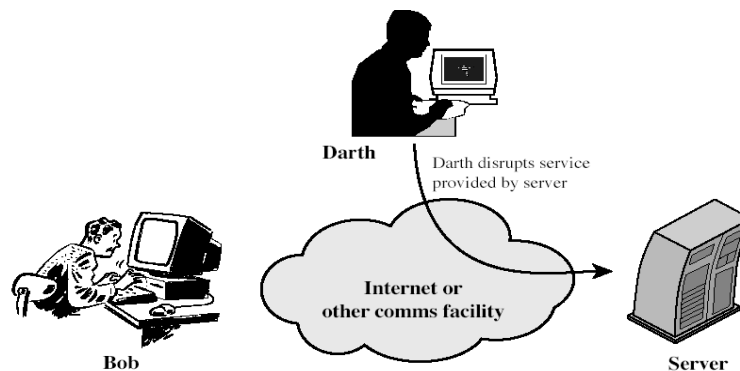 Darth
Darth disrupts service
provided by server
Internet or
other comms facility
Bob
Server